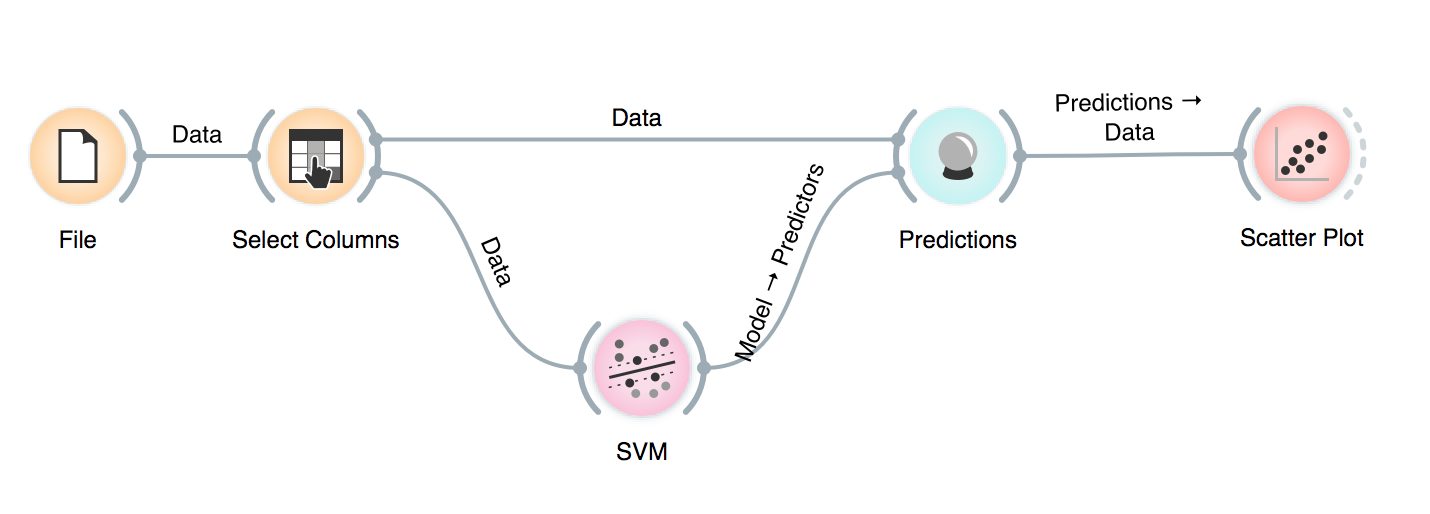 Data
Data
Predictions →
Data
File
Select Columns
Data
Model → Predictors
Predictions
Scatter Plot
SVM